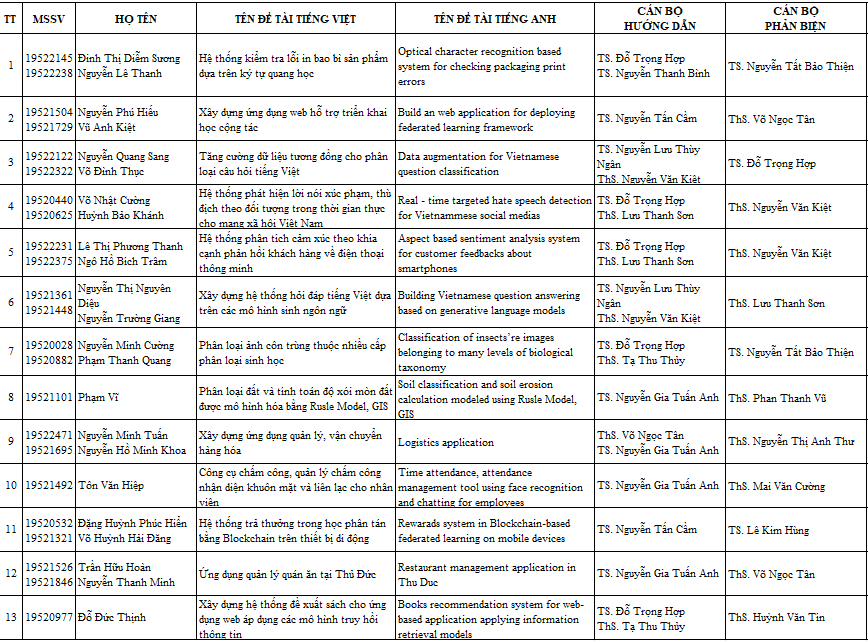 TT
MSSV
HỌ TÊN
TÊN ĐỀ TÀI TIẾNG VIỆT
TÊN ĐỀ TÀI TIẾNG ANH
CÁN BỘ
HƯỚNG DẪN
CÁN BỘ
PHẢN BIỆN
1
19522145
19522238
Đinh Thị Diễm Sương
Nguyễn Lê Thanh
Hệ thống kiểm tra lỗi in bao bì sản phẩm
dựa trên ký tự quang học
Optical character recognition based
system for checking packaging print
errors
TS. Đỗ Trọng Hợp
TS. Nguyễn Thanh Bình
TS. Nguyễn Tất Bảo Thiện
2
19521504
19521729
Nguyễn Phú Hiếu
Vũ Anh Kiệt
Xây dựng ứng dụng web hỗ trợ triển khai
học cộng tác
Build an web application for deploying
federated learning framework
TS. Nguyễn Tấn Cầm
ThS. Võ Ngọc Tân
3
19522122
19522322
Nguyễn Quang Sang
Võ Đình Thục
Tăng cường dữ liệu tương đồng cho phân
loại câu hỏi tiếng Việt
Data augmentation for Vietnamese
question classification
TS. Nguyễn Lưu Thùy
Ngân
ThS. Nguyễn Văn Kiệt
TS. Đỗ Trọng Hợp
4
19520440
19520625
Võ Nhật Cường
Huỳnh Bảo Khánh
Hệ thống phát hiện lời nói xúc phạm, thù
địch theo đối tượng trong thời gian thực
cho mạng xã hội Việt Nam
Real - time targeted hate speech detection
for Vietnammese social medias
TS. Đỗ Trọng Hợp
ThS. Lưu Thanh Sơn
ThS. Nguyễn Văn Kiệt
5
19522231
19522375
Lê Thị Phương Thanh
Ngô Hồ Bích Trâm
Hệ thống phân tích cảm xúc theo khía
cạnh phản hồi khách hàng về điện thoại
thông minh
Aspect based sentiment analysis system
for customer feedbacks about
smartphones
TS. Đỗ Trọng Hợp
ThS. Lưu Thanh Sơn
ThS. Nguyễn Văn Kiệt
6
19521361
19521448
Nguyễn Thị Nguyên
Diệu
Nguyễn Trường Giang
Xây dựng hệ thống hỏi đáp tiếng Việt dựa
trên các mô hình sinh ngôn ngữ
Building Vietnamese question answering
based on generative language models
TS. Nguyễn Lưu Thùy
Ngân
ThS. Nguyễn Văn Kiệt
ThS. Lưu Thanh Sơn
7
19520028
19520882
Nguyễn Minh Cường
Phạm Thanh Quang
Phân loại ảnh côn trùng thuộc nhiều cấp
phân loại sinh học
Classification of insects're images
belonging to many levels of biological
taxonomy
TS. Đỗ Trọng Hợp
ThS. Tạ Thu Thủy
TS. Nguyễn Tất Bảo Thiện
8
19521101
Phạm Vĩ
Phân loại đất và tính toán độ xói mòn đất
được mô hình hóa bằng Rusle Model, GIS
Soil classification and soil erosion
calculation modeled using Rusle Model,
GIS
TS. Nguyễn Gia Tuấn Anh
ThS. Phan Thanh Vũ
9
19522471
19521695
Nguyễn Minh Tuấn
Nguyễn Hồ Minh Khoa
Xây dựng ứng dụng quản lý, vận chuyển
hàng hóa
Logistics application
ThS. Võ Ngọc Tân
TS. Nguyễn Gia Tuấn Anh
ThS. Nguyễn Thị Anh Thư
10
19521492
Tôn Văn Hiệp
Công cụ chấm công, quản lý chấm công
nhận diện khuôn mặt và liên lạc cho nhân
viên
Time attendance, attendance
management tool using face recognition
and chatting for employees
TS. Nguyễn Gia Tuấn Anh
ThS. Mai Văn Cường
11
19520532
19521321
Đặng Huỳnh Phúc Hiển
Võ Huỳnh Hải Đăng
Hệ thống trả thưởng trong học phân tán
bằng Blockchain trên thiết bị di động
Rewarads system in Blockchain-based
federated learning on mobile devices
TS. Nguyễn Tấn Cầm
TS. Lê Kim Hùng
12
19521526
19521846
Trần Hữu Hoàn
Nguyễn Thanh Minh
Ứng dụng quản lý quán ăn tại Thủ Đức
Restaurant management application in
Thu Duc
TS. Nguyễn Gia Tuấn Anh
ThS. Võ Ngọc Tân
13
19520977
Đỗ Đức Thịnh
Xây dựng hệ thống đề xuất sách cho ứng
dụng web áp dụng các mô hình truy hồi
thông tin
Books recommendation system for web-
based application applying information
retrieval models
TS. Đỗ Trọng Hợp
ThS. Tạ Thu Thủy
ThS. Huỳnh Văn Tín